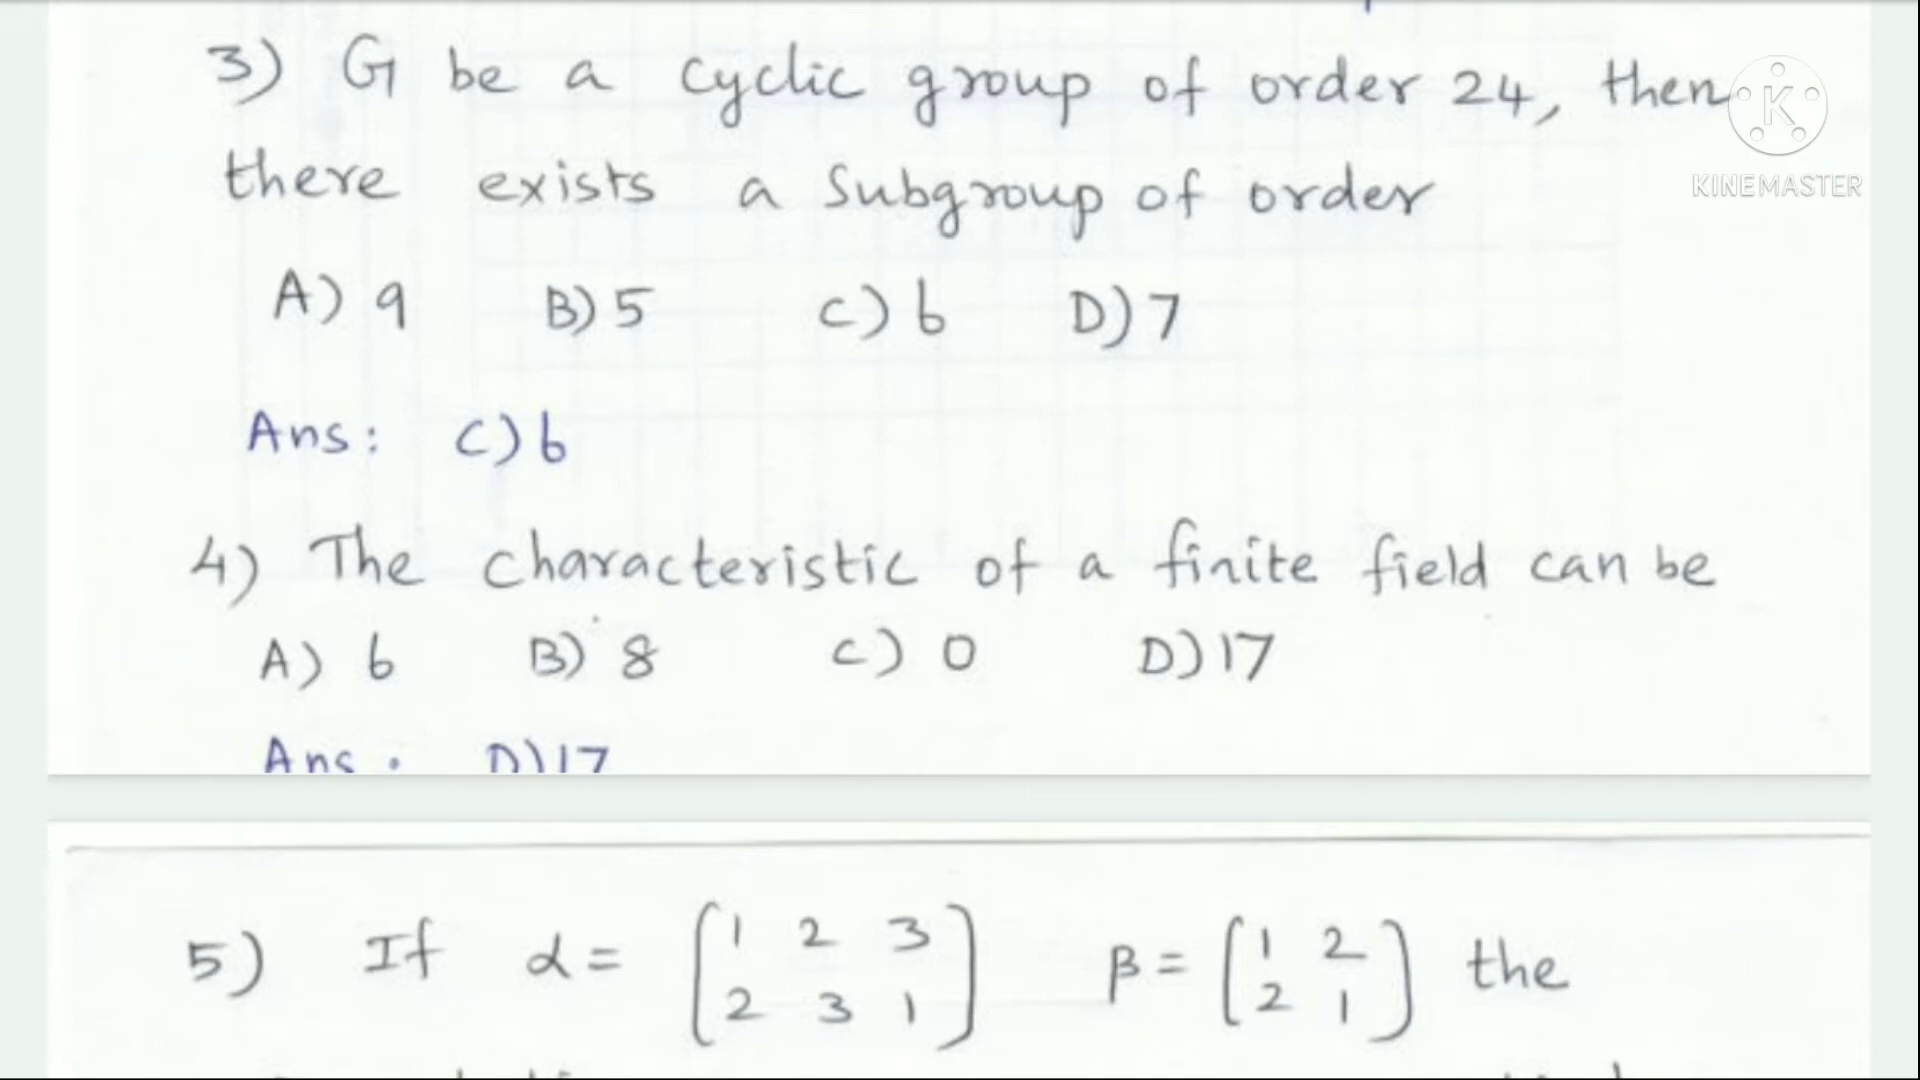 3) G be a cyclic group of order 24, then
there exists a subgroup of order
A) 9 B) 5 C) 6 D) 7
Ans: C) 6
4) The characteristic of a finite field can be
A) 6 B) 8 C) 0 D) 17
Ans: D) 17
5) If α = [1 2 3 β = [1 2 the
2 3 1] 2 1]
K
KINEMASTER